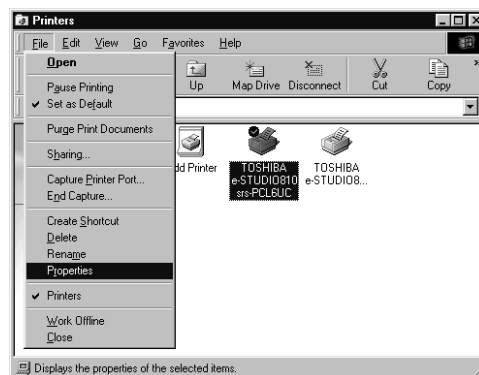 Printers
File Edit View Go Favorites Help
Open
Pause Printing
Set as Default
Purge Print Documents
Sharing...
Capture Printer Port...
End Capture...
Create Shortcut
Delete
Rename
Properties
Printers
Work Offline
Close
Up Map Drive Disconnect Cut Copy
»
dd Printer
TOSHIBA
e-STUDIO810
srs-PCL6UC
TOSHIBA
e-STUDIO8...
Displays the properties of the selected items.